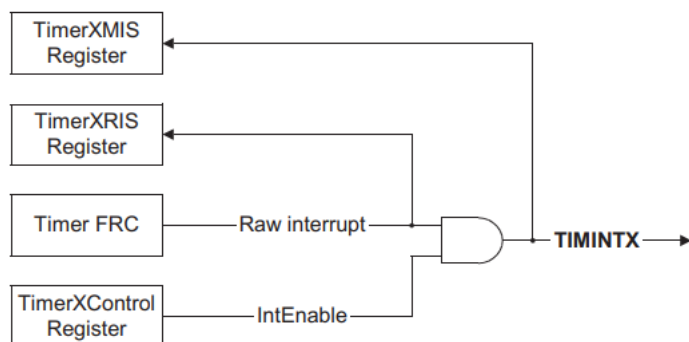 TimerXMIS
Register
TimerXRIS
Register
Timer FRC
Raw interrupt
TIMINTX
TimerXControl
Register
IntEnable